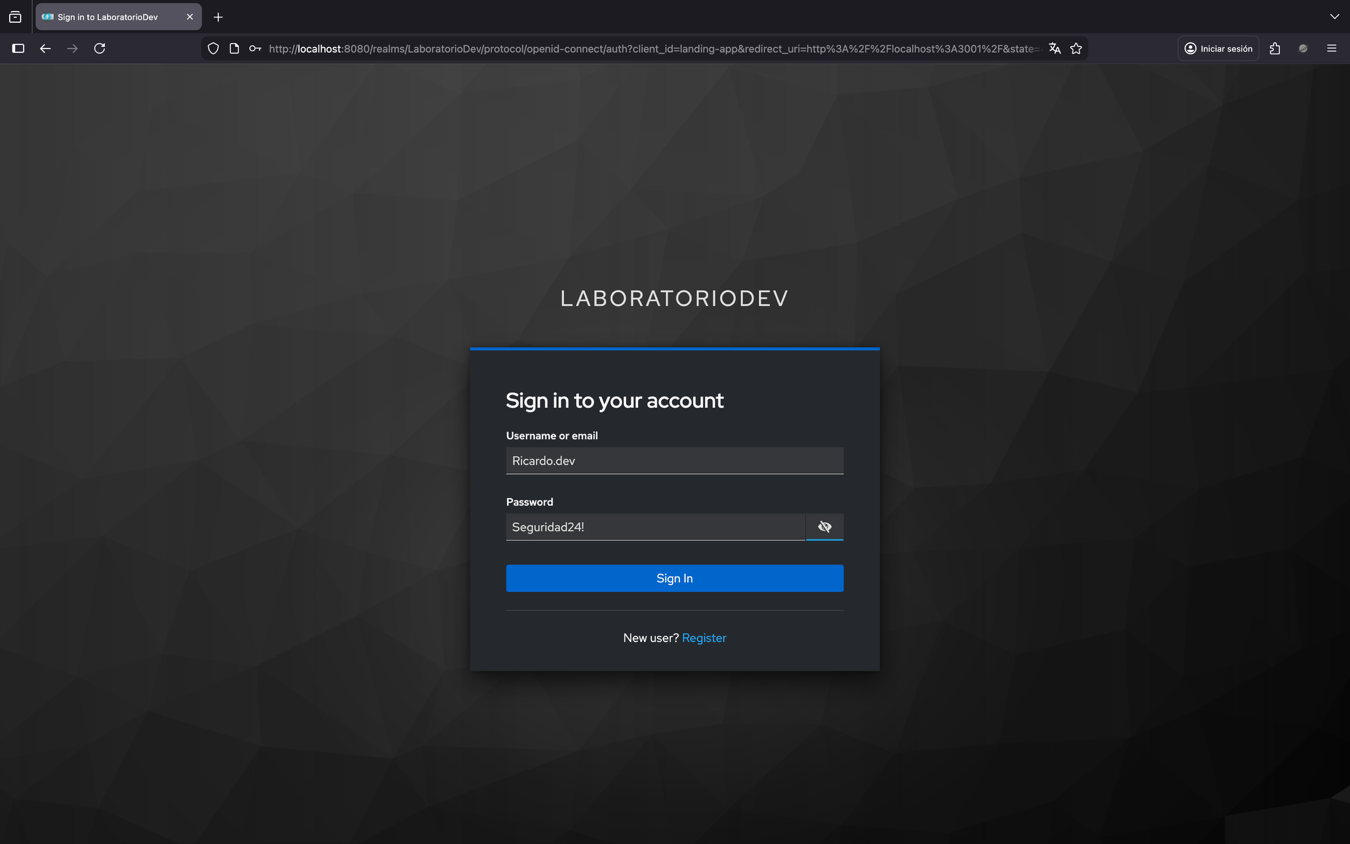 Sign in to LaboratorioDev
http://localhost:8080/realms/LaboratorioDev/protocol/openid-connect/auth?client_id=landing-app&redirect_uri=http%3A%2F%2Flocalhost%3A3001%2F&state=
Iniciar sesión
LABORATORIODEV
Sign in to your account
Username or email
Ricardo.dev
Password
Seguridad24!
Sign In
New user? Register